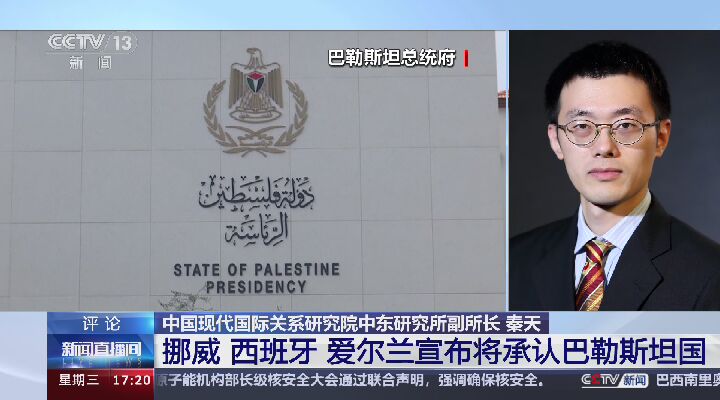 CCTV 13
新闻
巴勒斯坦总统府
دولة فلسطين
الرئاسة
STATE OF PALESTINE
PRESIDENCY
评论
中国现代国际关系研究院中东研究所副所长 秦天
新闻直播间
挪威 西班牙 爱尔兰宣布将承认巴勒斯坦国
星期三 17:20
原子能机构部长级核安全大会通过联合声明，强调确保核安全。
CCTV 新闻
巴西南里奥